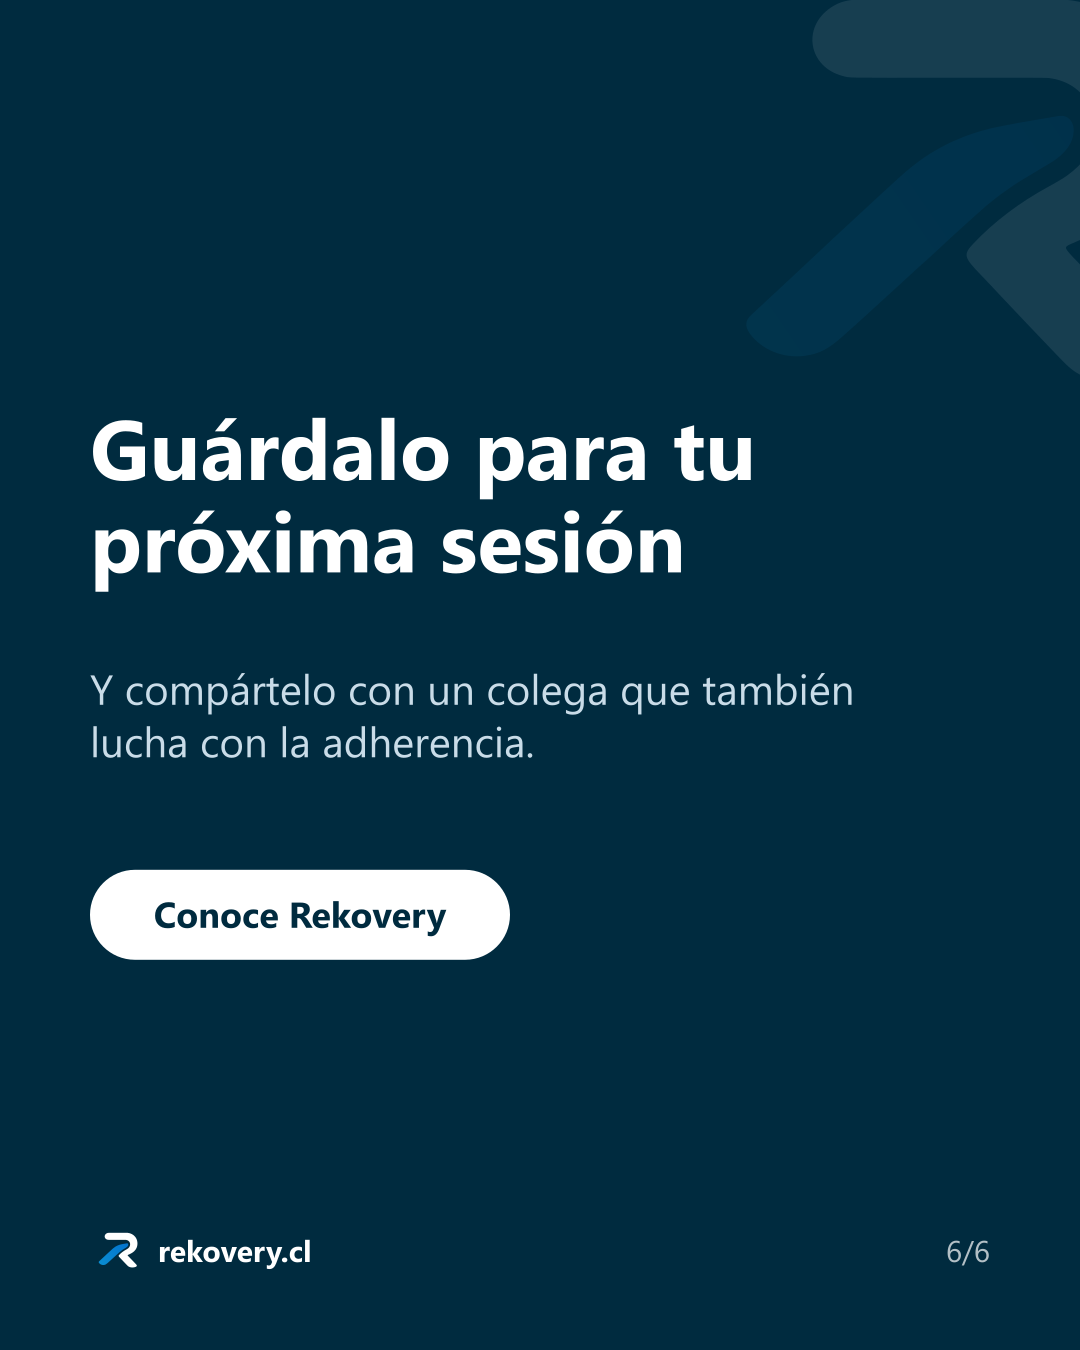 Guárdalo para tu
próxima sesión
Y compártelo con un colega que también
lucha con la adherencia.
Conoce Rekovery
rekovery.cl
6/6